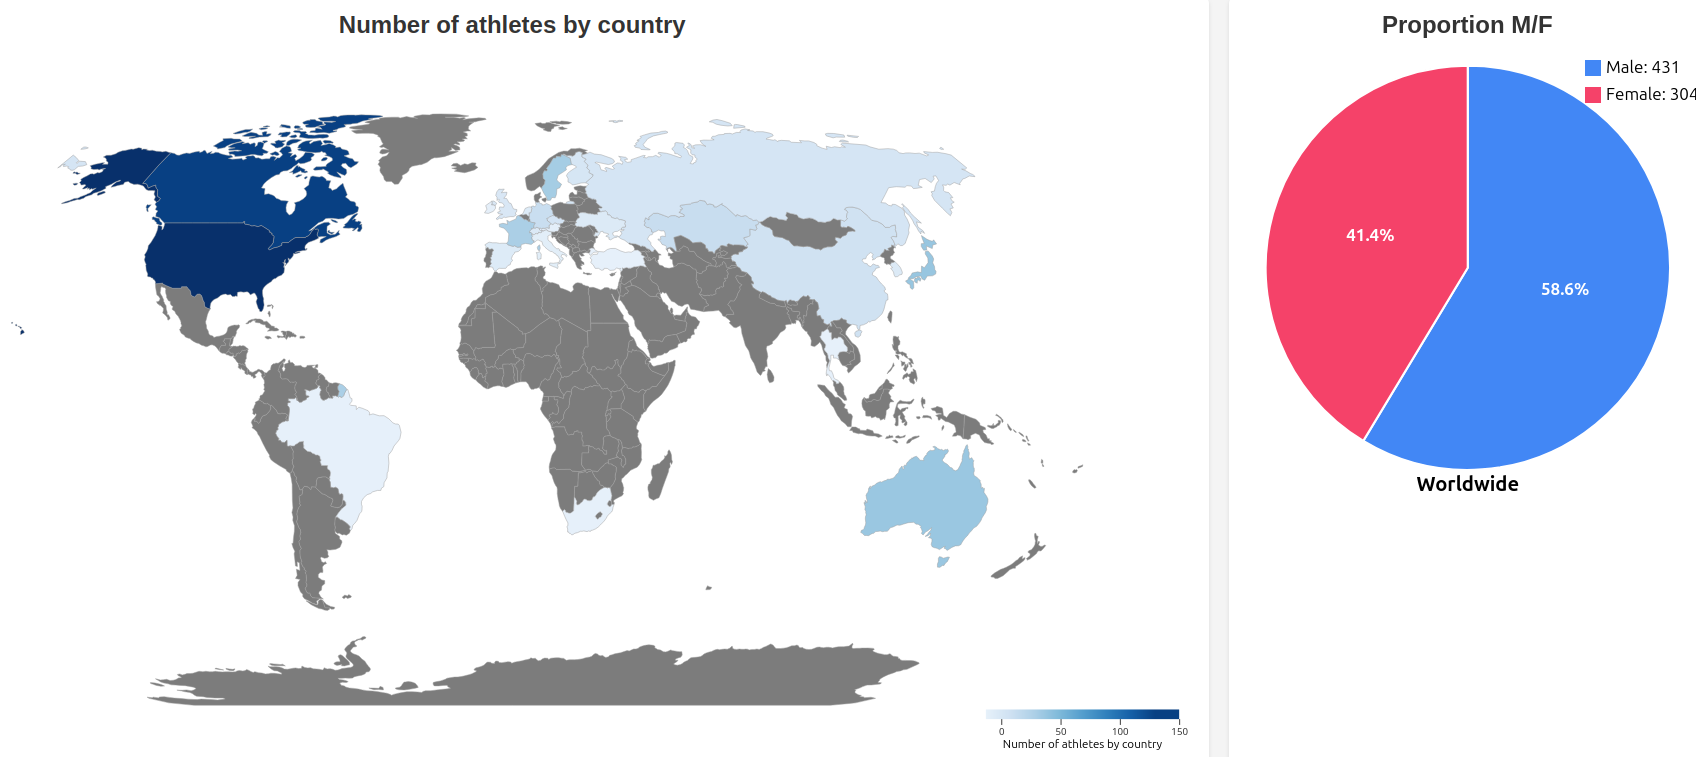 Number of athletes by country
0 50 100 150
Number of athletes by country
Proportion M/F
Male: 431
Female: 304
41.4%
58.6%
Worldwide